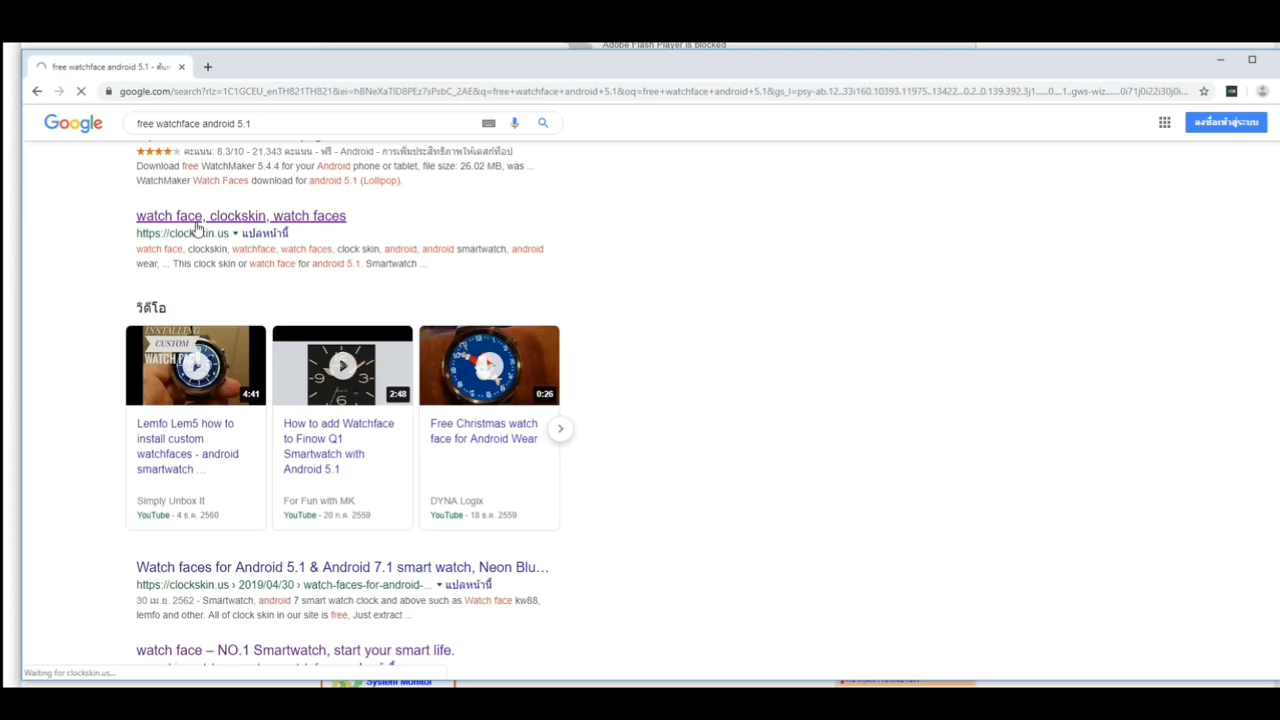 Adobe Flash Player is blocked
free watchface android 5.1 - ค้นห
google.com/search?rlz=1C1GCEU_enTH821TH821&ei=hBNeXaTlD8PEz7sPsbC_2AE&q=free+watchface+android+5.1&oq=free+watchface+android+5.1&gs_l=psy-ab.12..33i160.10393.11975..13422...0.2..0.139.392.3j1......0....1..gws-wiz.......0i71j0i22i30j0i...
Google
free watchface android 5.1
ลงชื่อเข้าสู่ระบบ
คะแนน: 8.3/10 - 21,343 คะแนน - ฟรี - Android - การเพิ่มประสิทธิภาพให้เดสก์ท็อป
Download free WatchMaker 5.4.4 for your Android phone or tablet, file size: 26.02 MB, was ...
WatchMaker Watch Faces download for android 5.1 (Lollipop).
watch face, clockskin, watch faces
https://clockskin.us แปลหน้านี้
watch face, clockskin, watchface, watch faces, clock skin, android, android smartwatch, android
wear, ... This clock skin or watch face for android 5.1. Smartwatch ...
วิดีโอ
INSTALLING
CUSTOM
WATCH FA
4:41
2:48
0:26
Lemfo Lem5 how to
install custom
watchfaces - android
smartwatch ...
Simply Unbox It
YouTube - 4 ธ.ค. 2560
How to add Watchface
to Finow Q1
Smartwatch with
Android 5.1
For Fun with MK
YouTube - 20 ก.ค. 2559
Free Christmas watch
face for Android Wear
DYNA Logix
YouTube - 18 ธ.ค. 2559
Watch faces for Android 5.1 & Android 7.1 smart watch, Neon Blu...
https://clockskin.us › 2019/04/30 › watch-faces-for-android-... แปลหน้านี้
30 เม.ย. 2562 - Smartwatch, android 7 smart watch clock and above such as Watch face kw88,
lemfo and other. All of clock skin in our site is free, Just extract ...
watch face – NO.1 Smartwatch, start your smart life.
Waiting for clockskin.us...
System Monitor